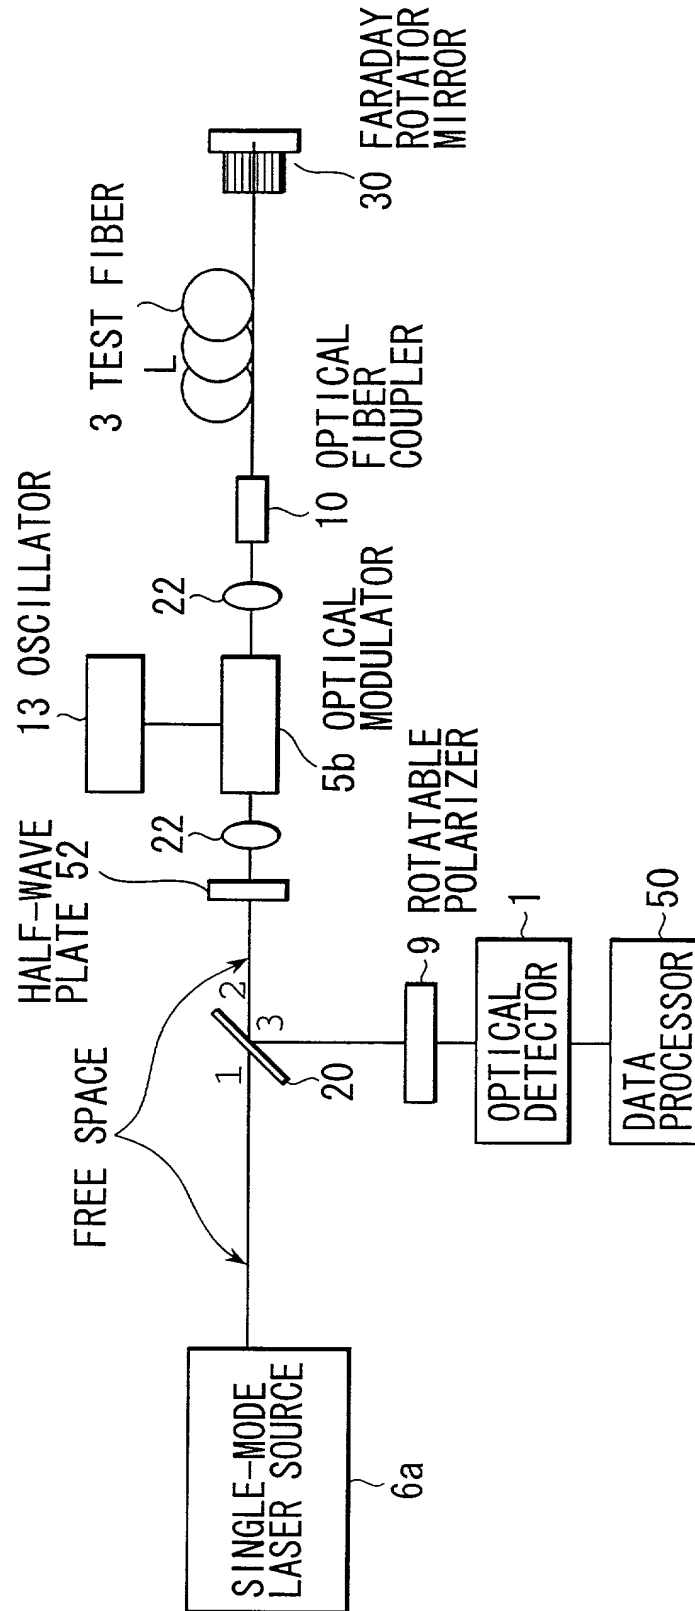 13 OSCILLATOR
3 TEST FIBER
L
HALF-WAVE
PLATE 52
22
22
FREE SPACE
1
2
3
20
5b
OPTICAL
MODULATOR
10
OPTICAL
FIBER
COUPLER
30
FARADAY
ROTATOR
MIRROR
SINGLE-MODE
LASER SOURCE
6a
9
ROTATABLE
POLARIZER
OPTICAL
DETECTOR
1
DATA
PROCESSOR
50